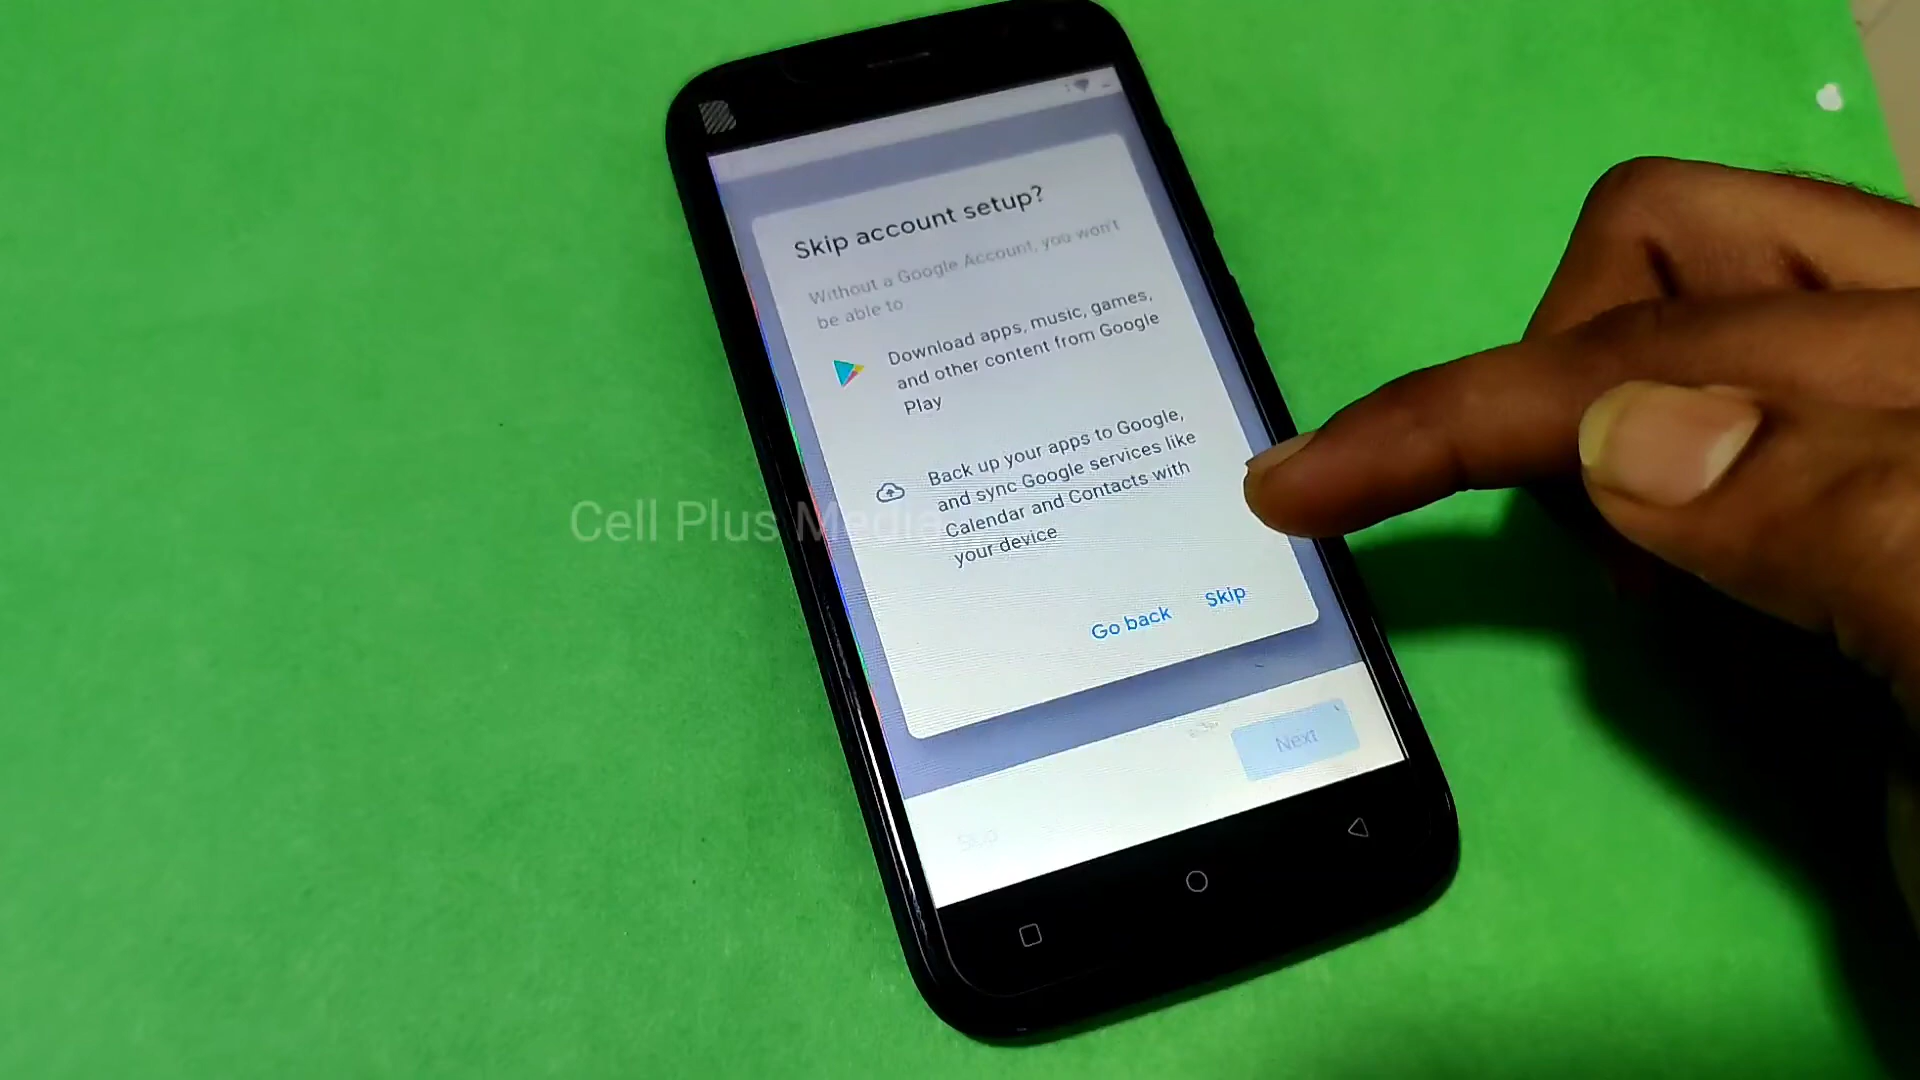 Skip account setup?
Without a Google Account, you won't
be able to
Download apps, music, games,
and other content from Google
Play
Back up your apps to Google,
and sync Google services like
Calendar and Contacts with
your device
Go back
Skip
Next
Skip
Cell Plus Media